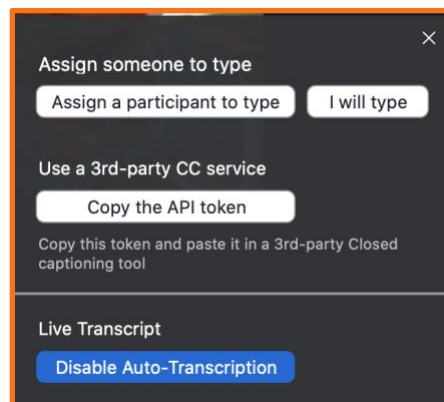 Assign someone to type
Assign a participant to type I will type
Use a 3rd-party CC service
Copy the API token
Copy this token and paste it in a 3rd-party Closed
captioning tool
Live Transcript
Disable Auto-Transcription